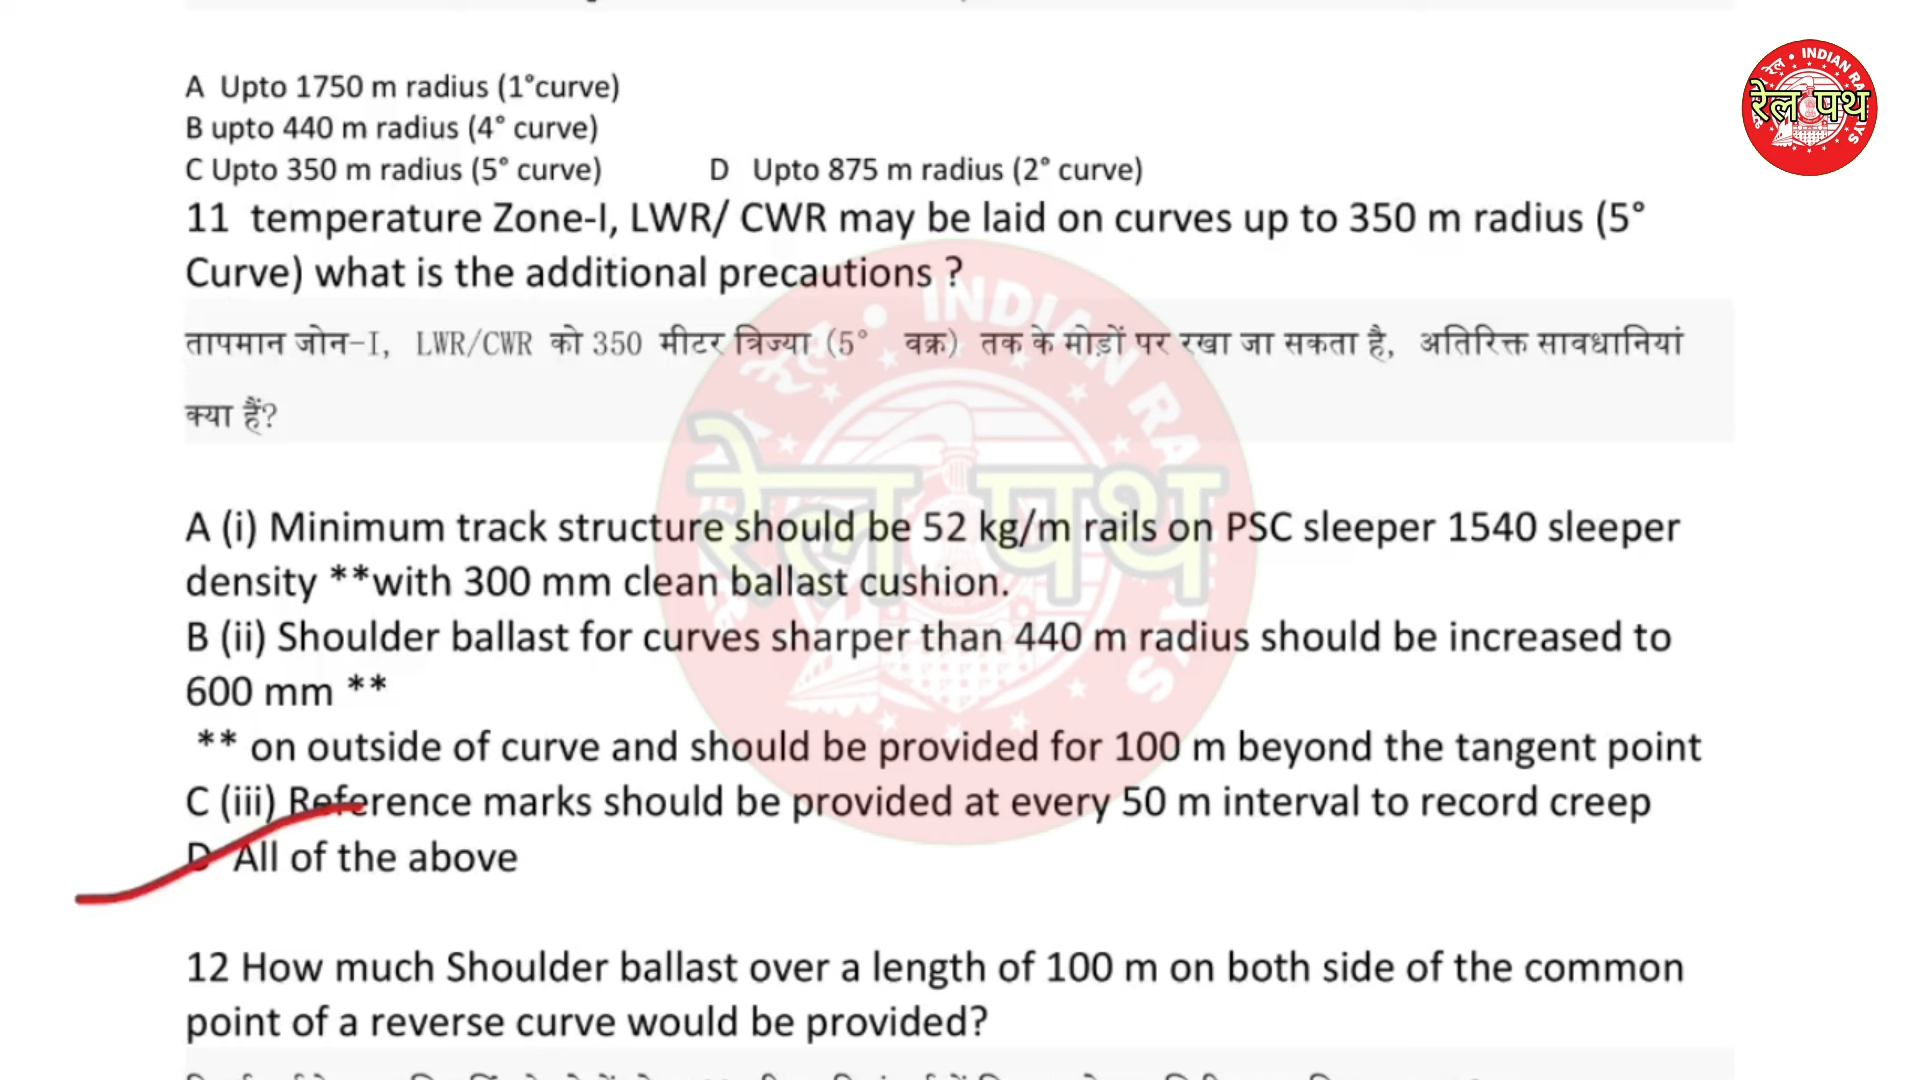 A Upto 1750 m radius (1°curve)
B upto 440 m radius (4° curve)
C Upto 350 m radius (5° curve) D Upto 875 m radius (2° curve)
11 temperature Zone-I, LWR/ CWR may be laid on curves up to 350 m radius (5°
Curve) what is the additional precautions ?
तापमान जोन-I, LWR/CWR को 350 मीटर त्रिज्या (5° वक्र) तक के मोड़ों पर रखा जा सकता है, अतिरिक्त सावधानियां
क्या हैं?
A (i) Minimum track structure should be 52 kg/m rails on PSC sleeper 1540 sleeper
density **with 300 mm clean ballast cushion.
B (ii) Shoulder ballast for curves sharper than 440 m radius should be increased to
600 mm **
** on outside of curve and should be provided for 100 m beyond the tangent point
C (iii) Reference marks should be provided at every 50 m interval to record creep
D All of the above
12 How much Shoulder ballast over a length of 100 m on both side of the common
point of a reverse curve would be provided?
रेल पथ
INDIAN RA
रेल पथ
INDIAN RA